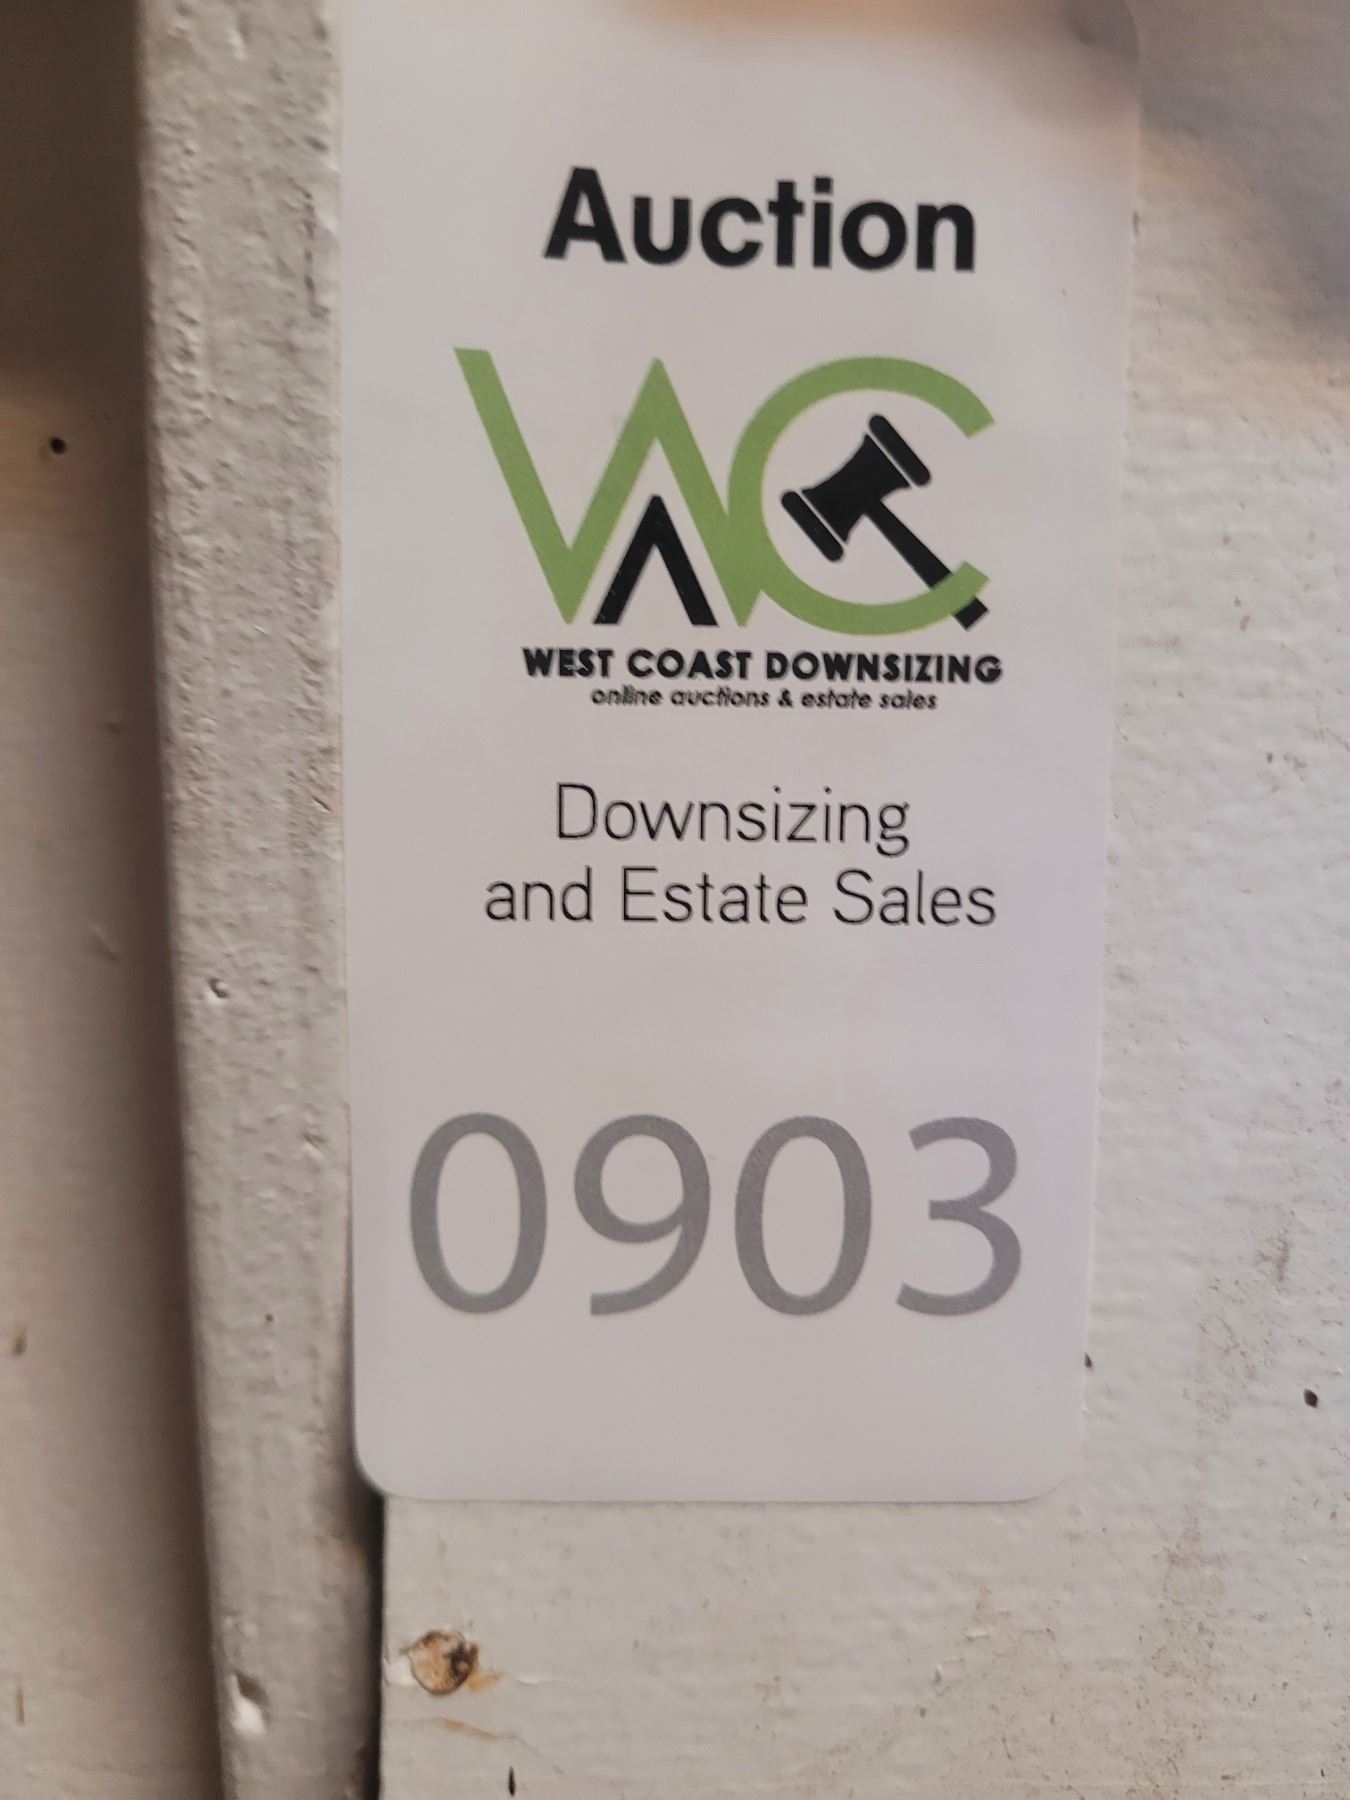 Auction
WC
WEST COAST DOWNSIZING
online auctions & estate sales
Downsizing
and Estate Sales
0903